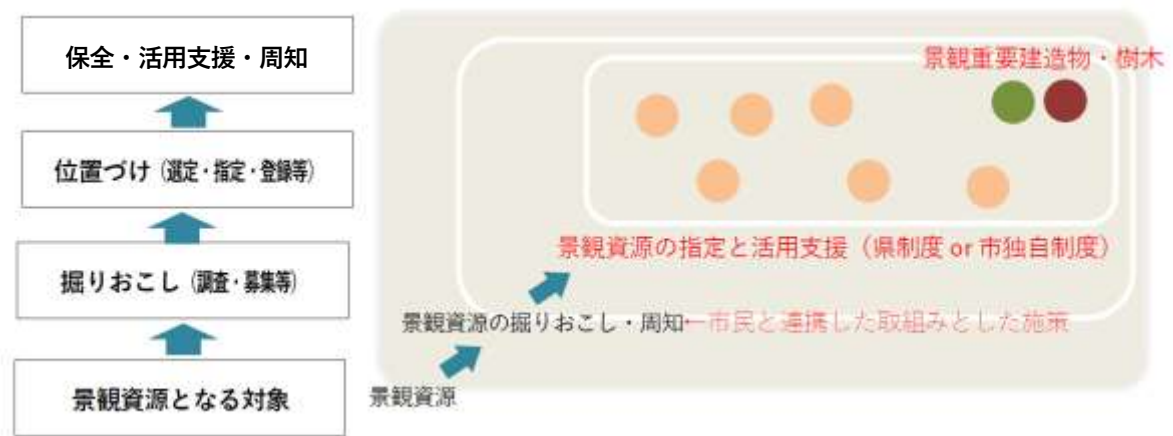 保全・活用支援・周知
位置づけ（選定・指定・登録等）
掘りおこし（調査・募集等）
景観資源となる対象
景観重要建造物・樹木
景観資源の指定と活用支援（県制度 or 市独自制度）
景観資源の掘りおこし・周知←市民と連携した取組みとした施策
景観資源